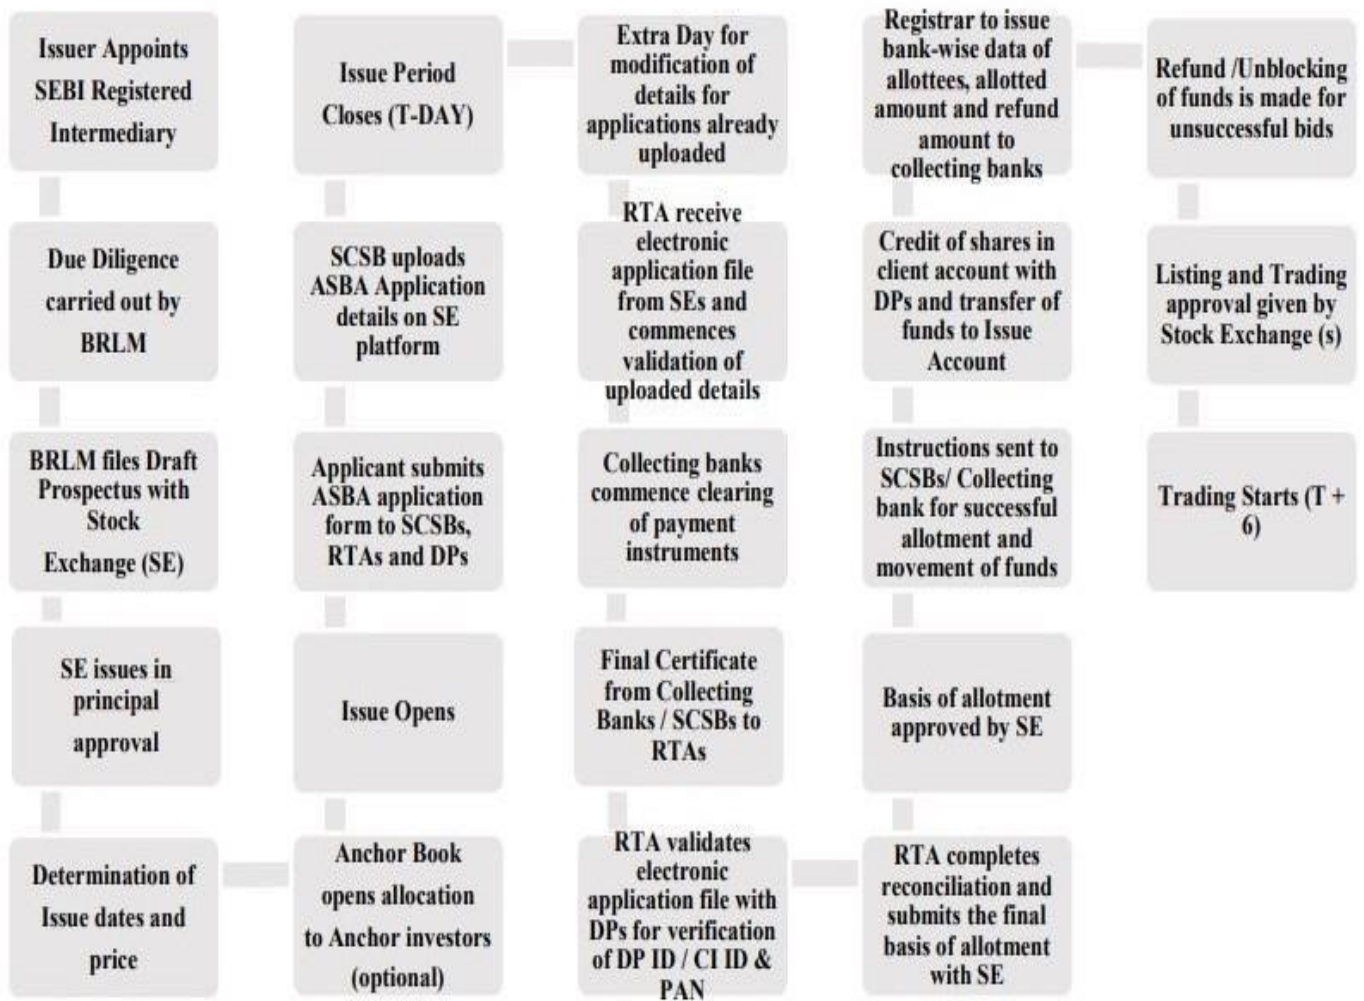 Issuer Appoints
SEBI Registered
Intermediary
Due Diligence
carried out by
BRLM
BRLM files Draft
Prospectus with
Stock
Exchange (SE)
SE issues in
principal
approval
Determination of
Issue dates and
price
Anchor Book
opens allocation
to Anchor investors
(optional)
Issue Opens
Applicant submits
ASBA application
form to SCSBs,
RTAs and DPs
SCSB uploads
ASBA Application
details on SE
platform
Issue Period
Closes (T-DAY)
Extra Day for
modification of
details for
applications already
uploaded
RTA receive
electronic
application file
from SEs and
commences
validation of
uploaded details
Collecting banks
commence clearing
of payment
instruments
Final Certificate
from Collecting
Banks / SCSBs to
RTAs
RTA validates
electronic
application file with
DPs for verification
of DP ID / CI ID &
PAN
RTA completes
reconciliation and
submits the final
basis of allotment
with SE
Basis of allotment
approved by SE
Instructions sent to
SCSBs/ Collecting
bank for successful
allotment and
movement of funds
Credit of shares in
client account with
DPs and transfer of
funds to Issue
Account
Registrar to issue
bank-wise data of
allottees, allotted
amount and refund
amount to
collecting banks
Refund /Unblocking
of funds is made for
unsuccessful bids
Listing and Trading
approval given by
Stock Exchange (s)
Trading Starts (T +
6)